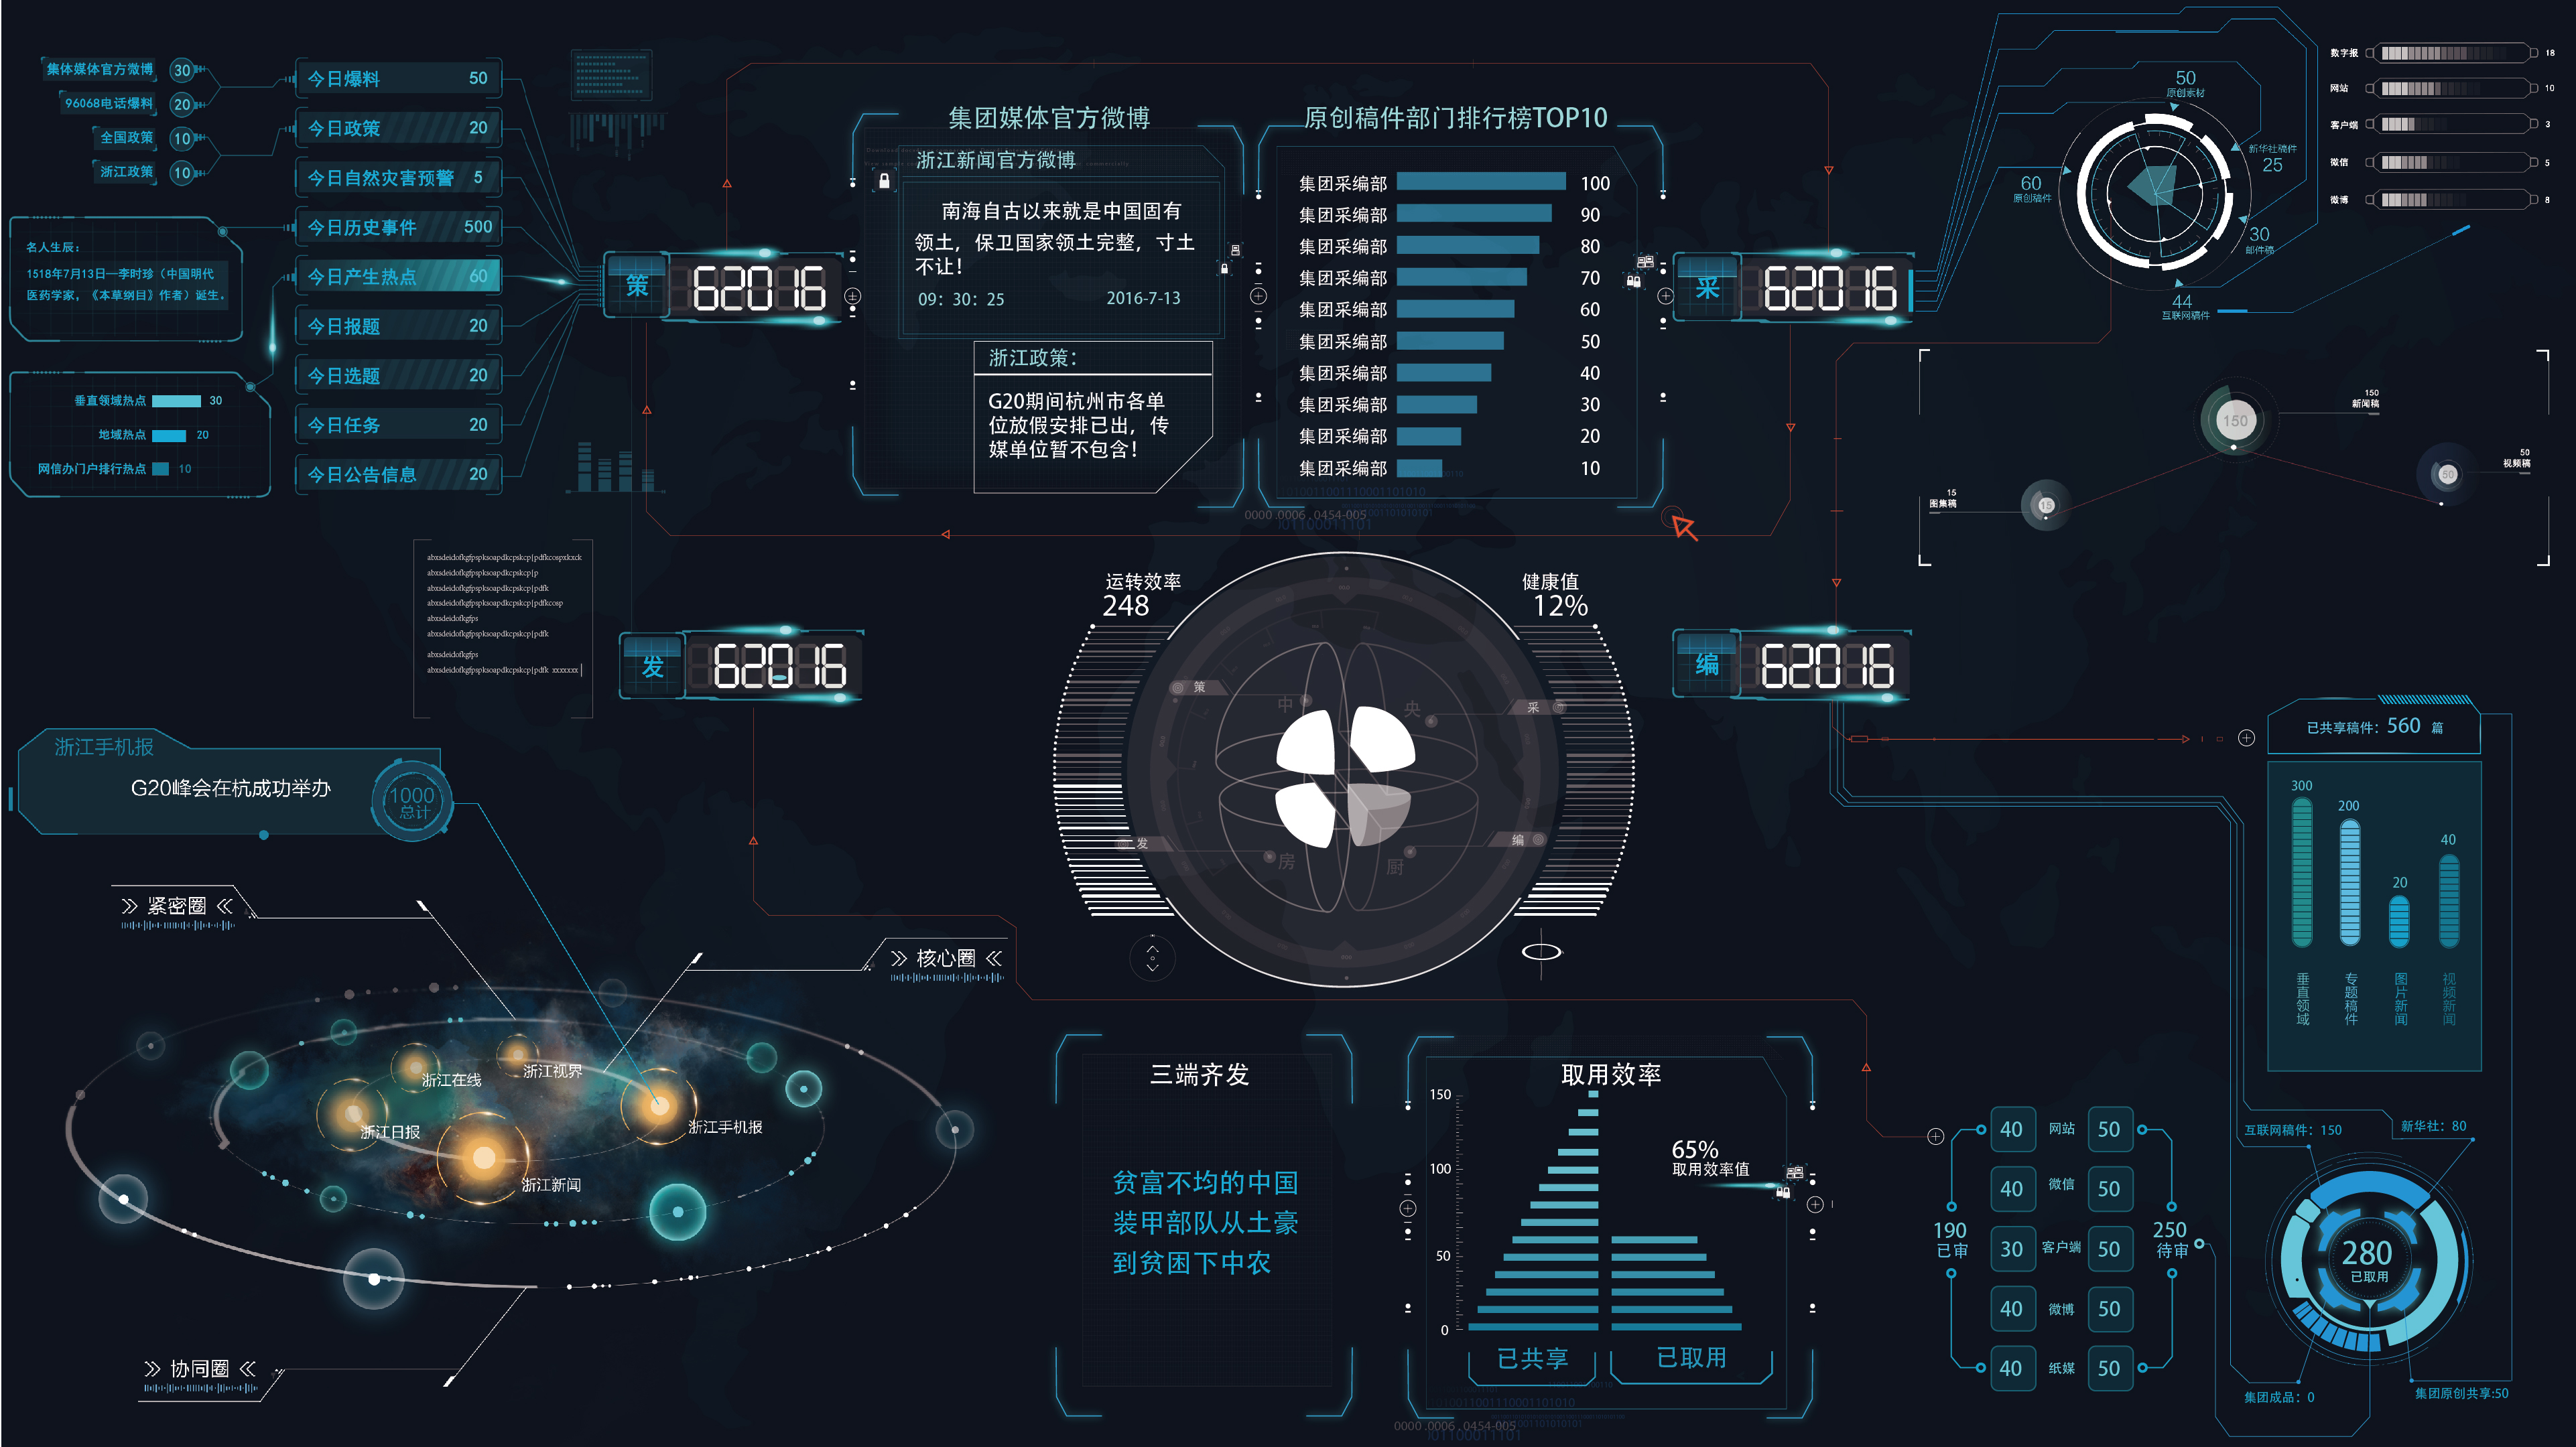 集体媒体官方微博 30
96068电话爆料 20
全国政策 10
浙江政策 10
今日爆料 50
今日政策 20
今日自然灾害预警 5
今日历史事件 500
今日产生热点 60
今日报题 20
今日选题 20
今日任务 20
今日公告信息 20
名人生辰：
1518年7月13日—李时珍（中国明代
医药学家，《本草纲目》作者）诞生。
垂直领域热点 30
地域热点 20
网信办门户排行热点 10
策 62016
集团媒体官方微博
浙江新闻官方微博
南海自古以来就是中国固有
领土，保卫国家领土完整，寸土
不让！
09：30：25 2016-7-13
浙江政策：
G20期间杭州市各单
位放假安排已出，传
媒单位暂不包含！
原创稿件部门排行榜TOP10
集团采编部 100
集团采编部 90
集团采编部 80
集团采编部 70
集团采编部 60
集团采编部 50
集团采编部 40
集团采编部 30
集团采编部 20
集团采编部 10
0000 .0006 . 0454-005
采 62016
50
原创素材
新华社稿件
25
60
原创稿件
30
邮件稿
44
互联网稿件
数字报 18
网站 10
客户端 3
微信 5
微博 8
150
新闻稿
150
50
视频稿
50
15
图集稿
15
abxsdeidofkgfpspksoapdkcpskcp|pdfkcospxkxck
abxsdeidofkgfpspksoapdkcpskcp|p
abxsdeidofkgfpspksoapdkcpskcp|pdfk
abxsdeidofkgfpspksoapdkcpskcp|pdfkcosp
abxsdeidofkgfps
abxsdeidofkgfpspksoapdkcpskcp|pdfk
abxsdeidofkgfps
abxsdeidofkgfpspksoapdkcpskcp|pdfk xxxxxxx
发 62016
运转效率
248
健康值
12%
策
采
中 央
发
编
房 厨
编 62016
浙江手机报
G20峰会在杭成功举办
1000
总计
紧密圈
核心圈
协同圈
浙江在线
浙江视界
浙江日报
浙江手机报
浙江新闻
三端齐发
贫富不均的中国
装甲部队从土豪
到贫困下中农
取用效率
150
100
50
0
65%
取用效率值
已共享
已取用
0000 .0006 . 0454-005
已共享稿件：560 篇
300
200
20
40
垂直领域
专题稿件
图片新闻
视频新闻
40 网站 50
40 微信 50
30 客户端 50
40 微博 50
40 纸媒 50
190
已审
250
待审
互联网稿件：150
新华社：80
280
已取用
集团成品：0
集团原创共享:50